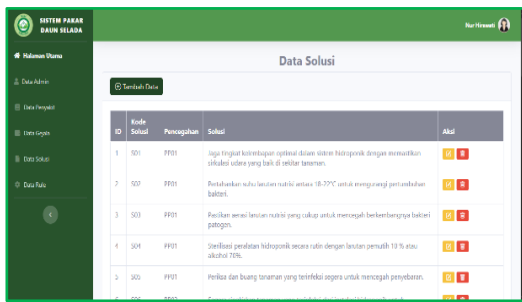 SISTEM PAKAR
DAUN SELADA
Nur Hirawati
Halaman Utama
Data Admin
Data Penyakit
Data Gejala
Data Solusi
Data Rule
Data Solusi
Tambah Data
ID Kode Solusi Pencegahan Solusi Aksi
1 S01 PP01 Jaga tingkat kelembapan optimal dalam sistem hidroponik dengan memastikan
sirkulasi udara yang baik di sekitar tanaman.
2 S02 PP01 Pertahankan suhu larutan nutrisi antara 18-22°C untuk mengurangi pertumbuhan
bakteri.
3 S03 PP01 Pastikan aerasi larutan nutrisi yang cukup untuk mencegah berkembangnya bakteri
patogen.
4 S04 PP01 Sterilisasi peralatan hidroponik secara rutin dengan larutan pemutih 10 % atau
alkohol 70%.
5 S05 PP01 Periksa dan buang tanaman yang terinfeksi segera untuk mencegah penyebaran.